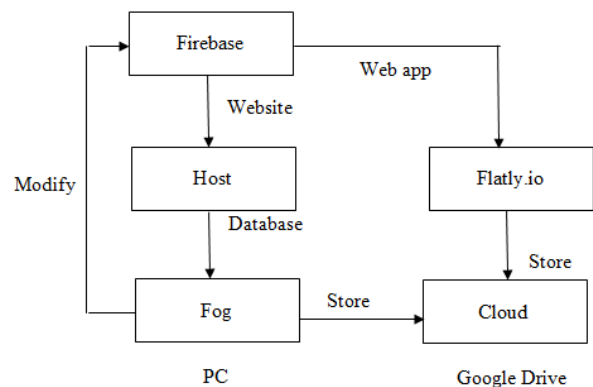 Firebase
Web app
Website
Modify
Host
Flatly.io
Database
Store
Fog
Store
Cloud
PC
Google Drive